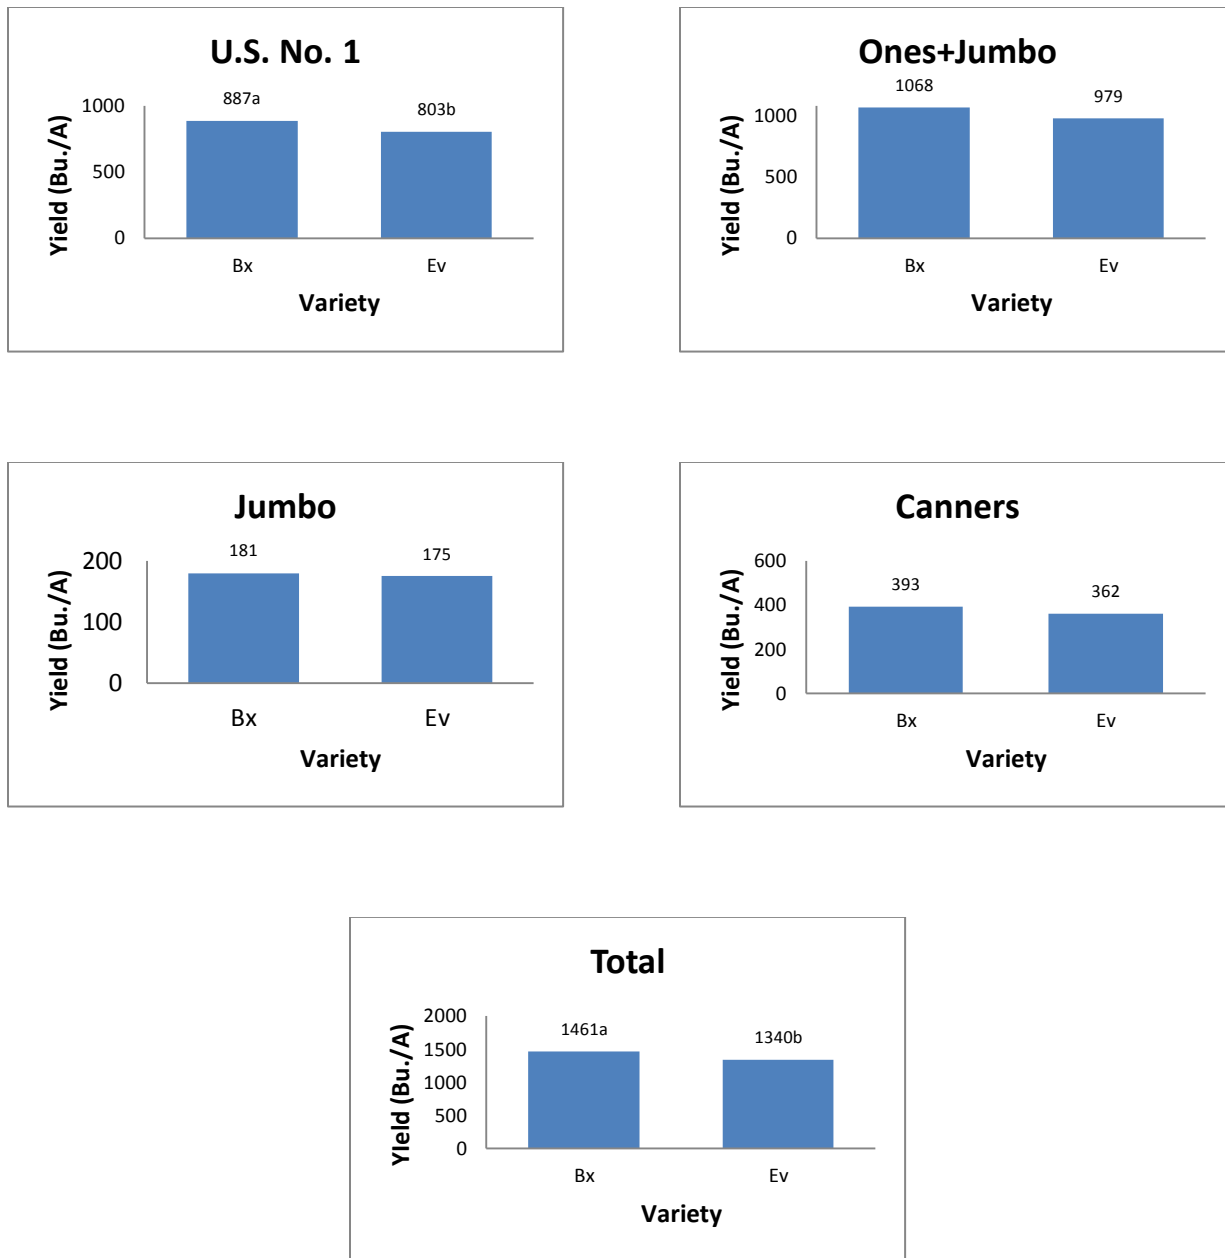 U.S. No. 1
887a
803b
1000
500
0
Yield (Bu./A)
Bx
Ev
Variety
Ones+Jumbo
1068
979
1000
500
0
Yield (Bu./A)
Bx
Ev
Variety
Jumbo
181
175
200
100
0
Yield (Bu./A)
Bx
Ev
Variety
Canners
393
362
600
400
200
0
Yield (Bu./A)
Bx
Ev
Variety
Total
1461a
1340b
2000
1500
1000
500
0
YIeld (Bu./A)
Bx
Ev
Variety